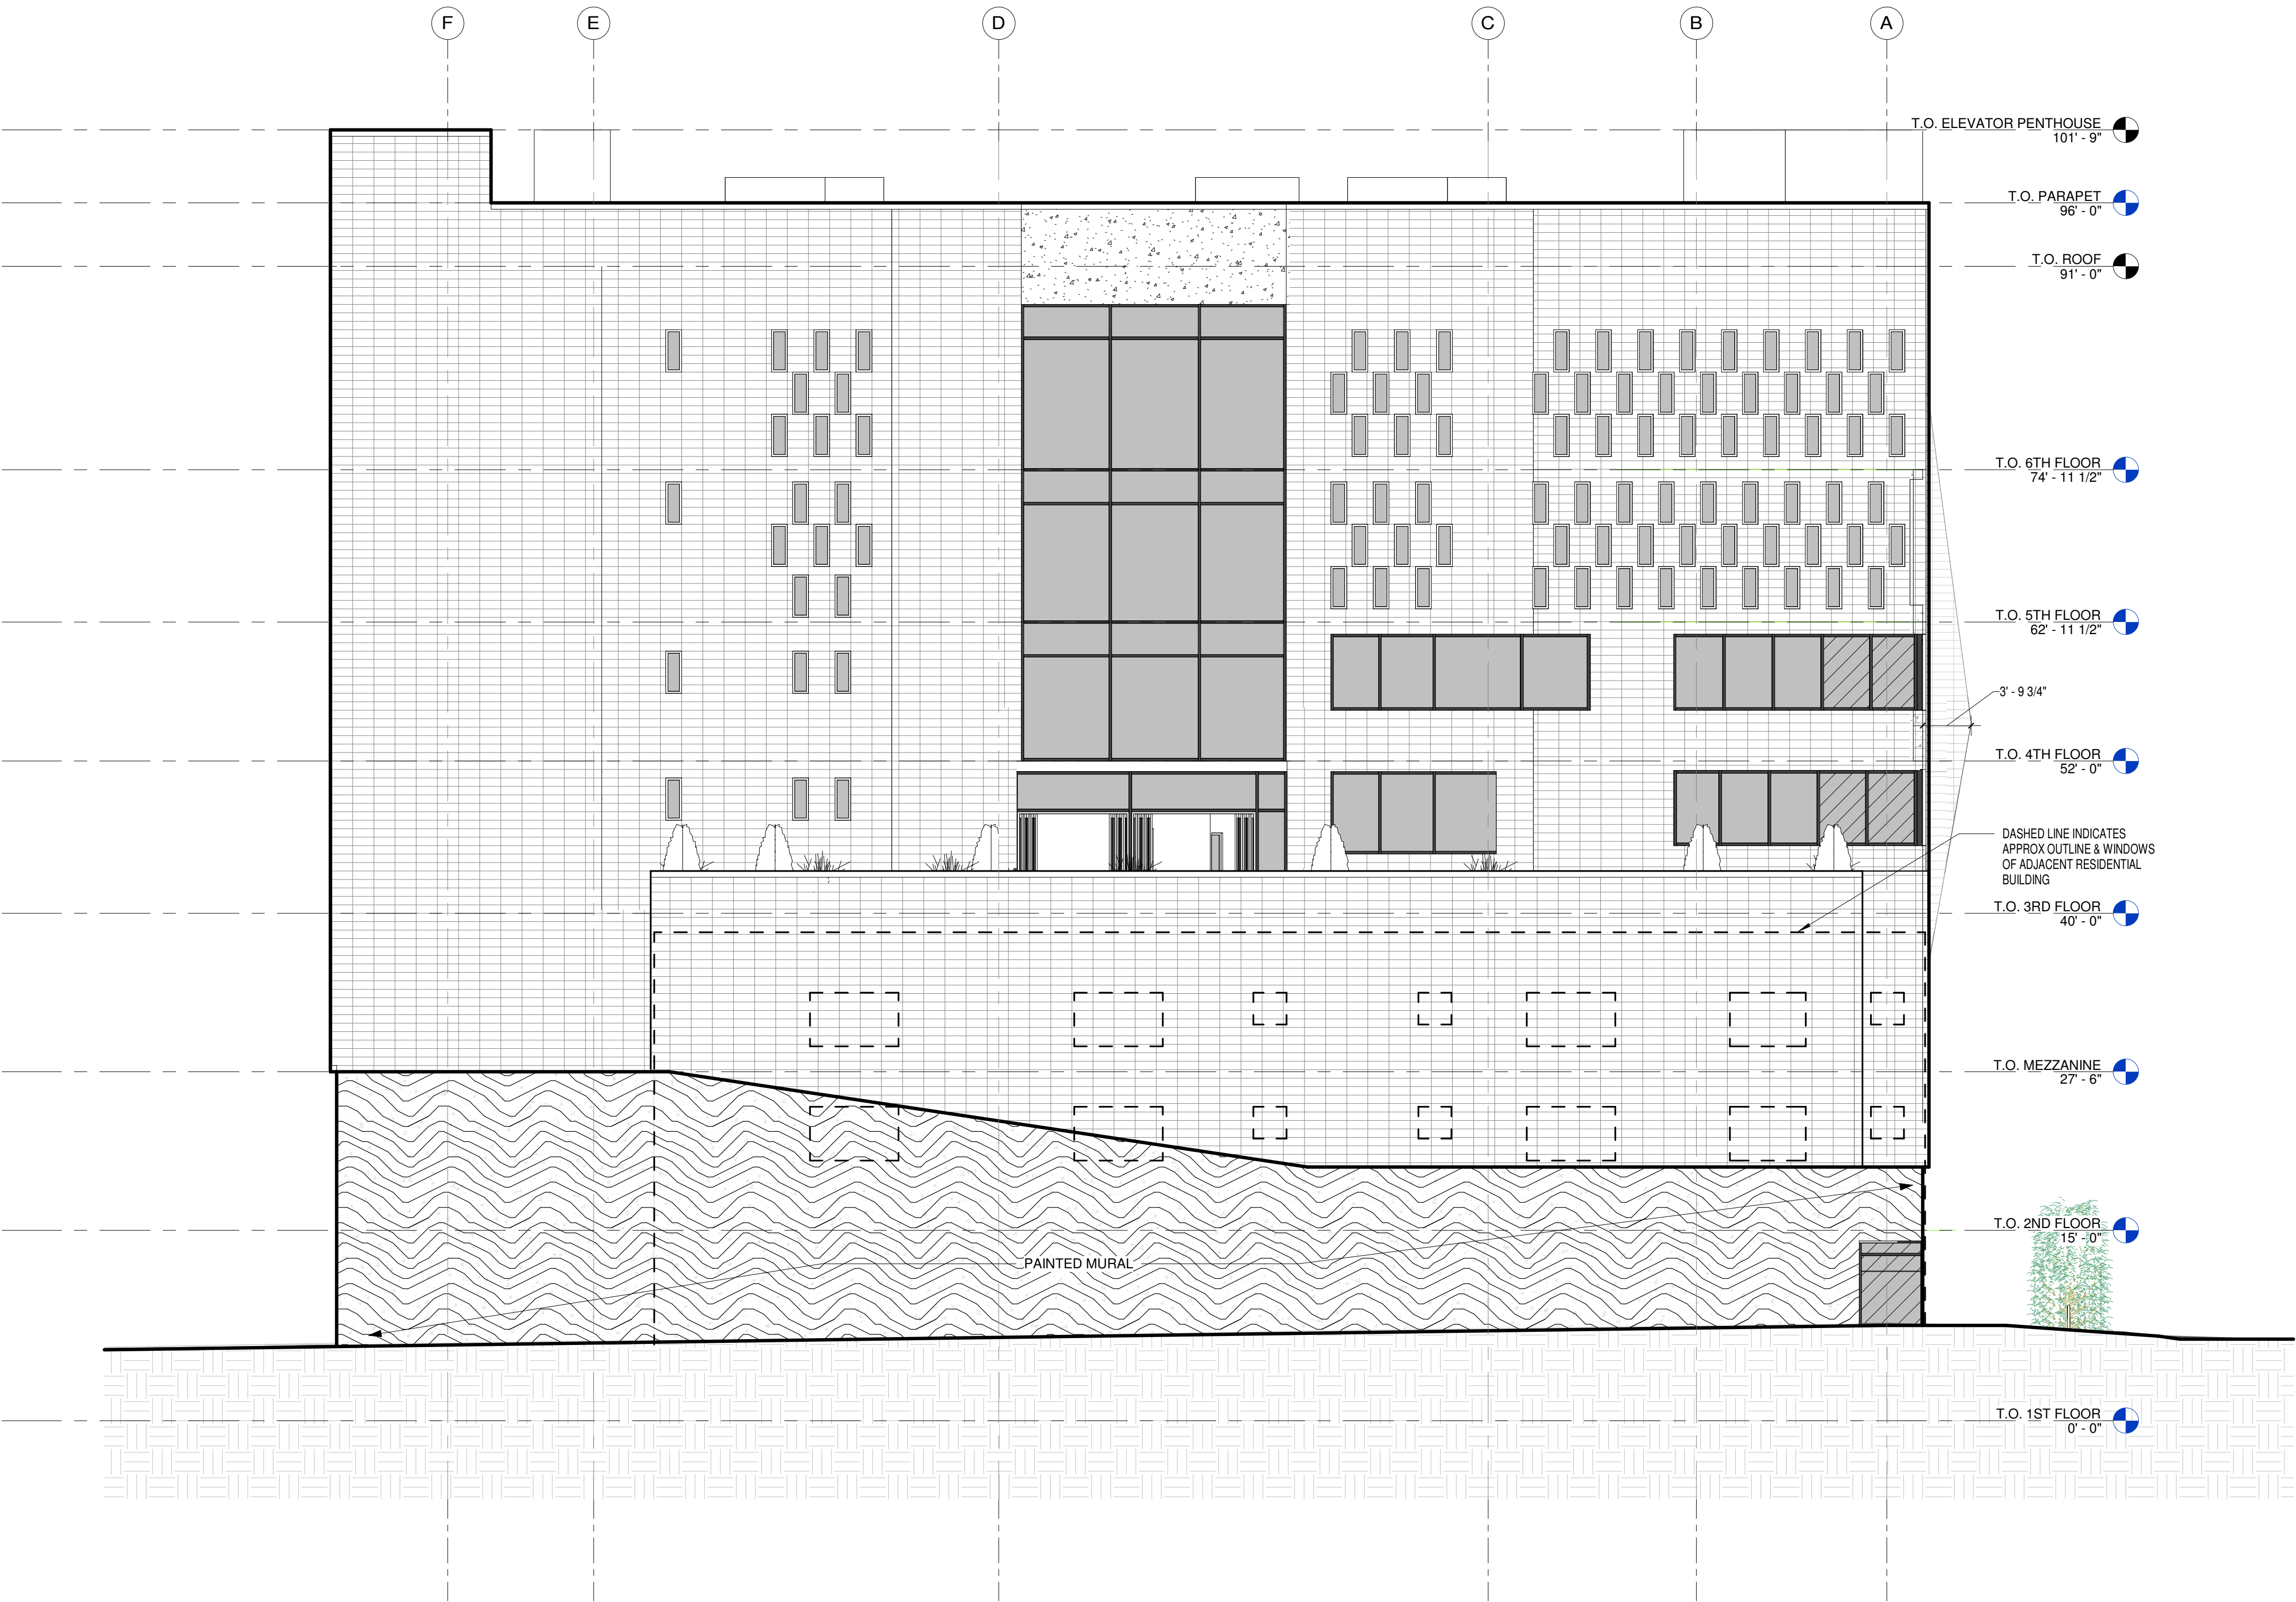 F
E
D
C
B
A
T.O. ELEVATOR PENTHOUSE
101' - 9"
T.O. PARAPET
96' - 0"
T.O. ROOF
91' - 0"
T.O. 6TH FLOOR
74' - 11 1/2"
T.O. 5TH FLOOR
62' - 11 1/2"
3' - 9 3/4"
T.O. 4TH FLOOR
52' - 0"
DASHED LINE INDICATES
APPROX OUTLINE & WINDOWS
OF ADJACENT RESIDENTIAL
BUILDING
T.O. 3RD FLOOR
40' - 0"
T.O. MEZZANINE
27' - 6"
T.O. 2ND FLOOR
15' - 0"
PAINTED MURAL
T.O. 1ST FLOOR
0' - 0"